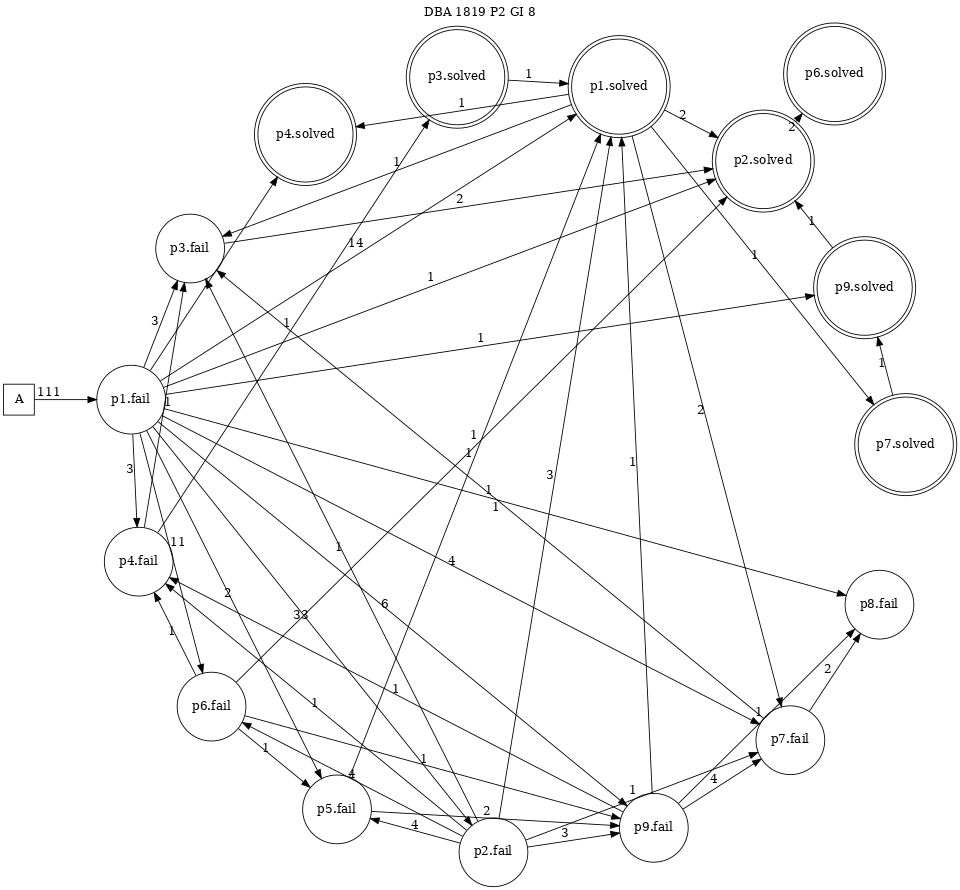 DBA 1819 P2 GI 8
p6.solved
p3.solved
p1.solved
1
1
2
2
p4.solved
p2.solved
1
2
1
p3.fail
14
1
1
p9.solved
3
1
1
1
p7.solved
A
111
p1.fail
1
2
1
1
3
1
3
1
1
1
p4.fail
11
1
4
p8.fail
2
6
33
1
1
1
2
p6.fail
1
p7.fail
1
1
4
4
1
p5.fail
2
4
3
p9.fail
p2.fail